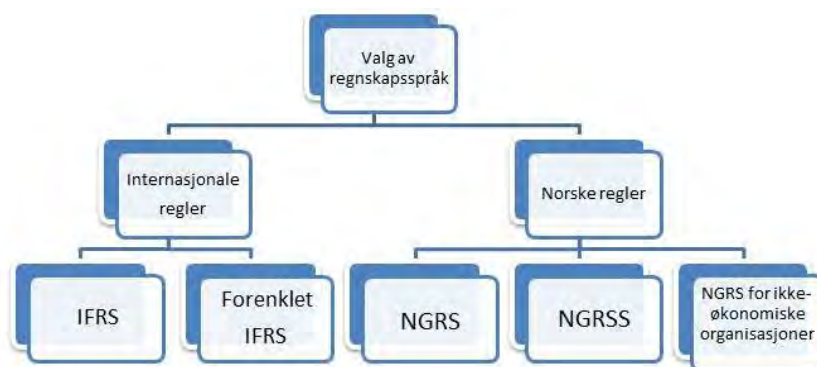 Valg av
regnskapsspråk
Internasjonale
regler
Norske regler
IFRS
Forenklet
IFRS
NGRS
NGRSS
NGRS for ikke-
økonomiske
organisasjoner